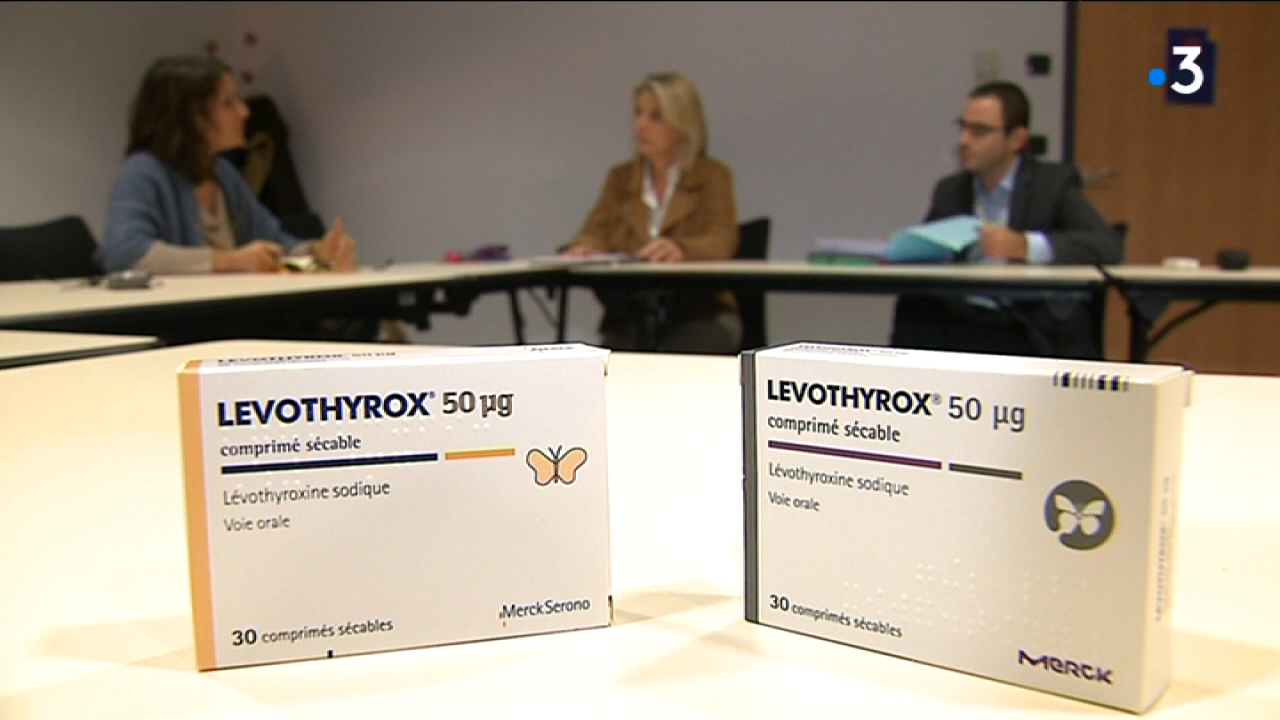 3
LEVOTHYROX® 50 µg
comprimé sécable
Lévothyroxine sodique
Voie orale
30 comprimés sécables
MerckSerono
LEVOTHYROX® 50 µg
comprimé sécable
Lévothyroxine sodique
Voie orale
30 comprimés sécables
MERCK